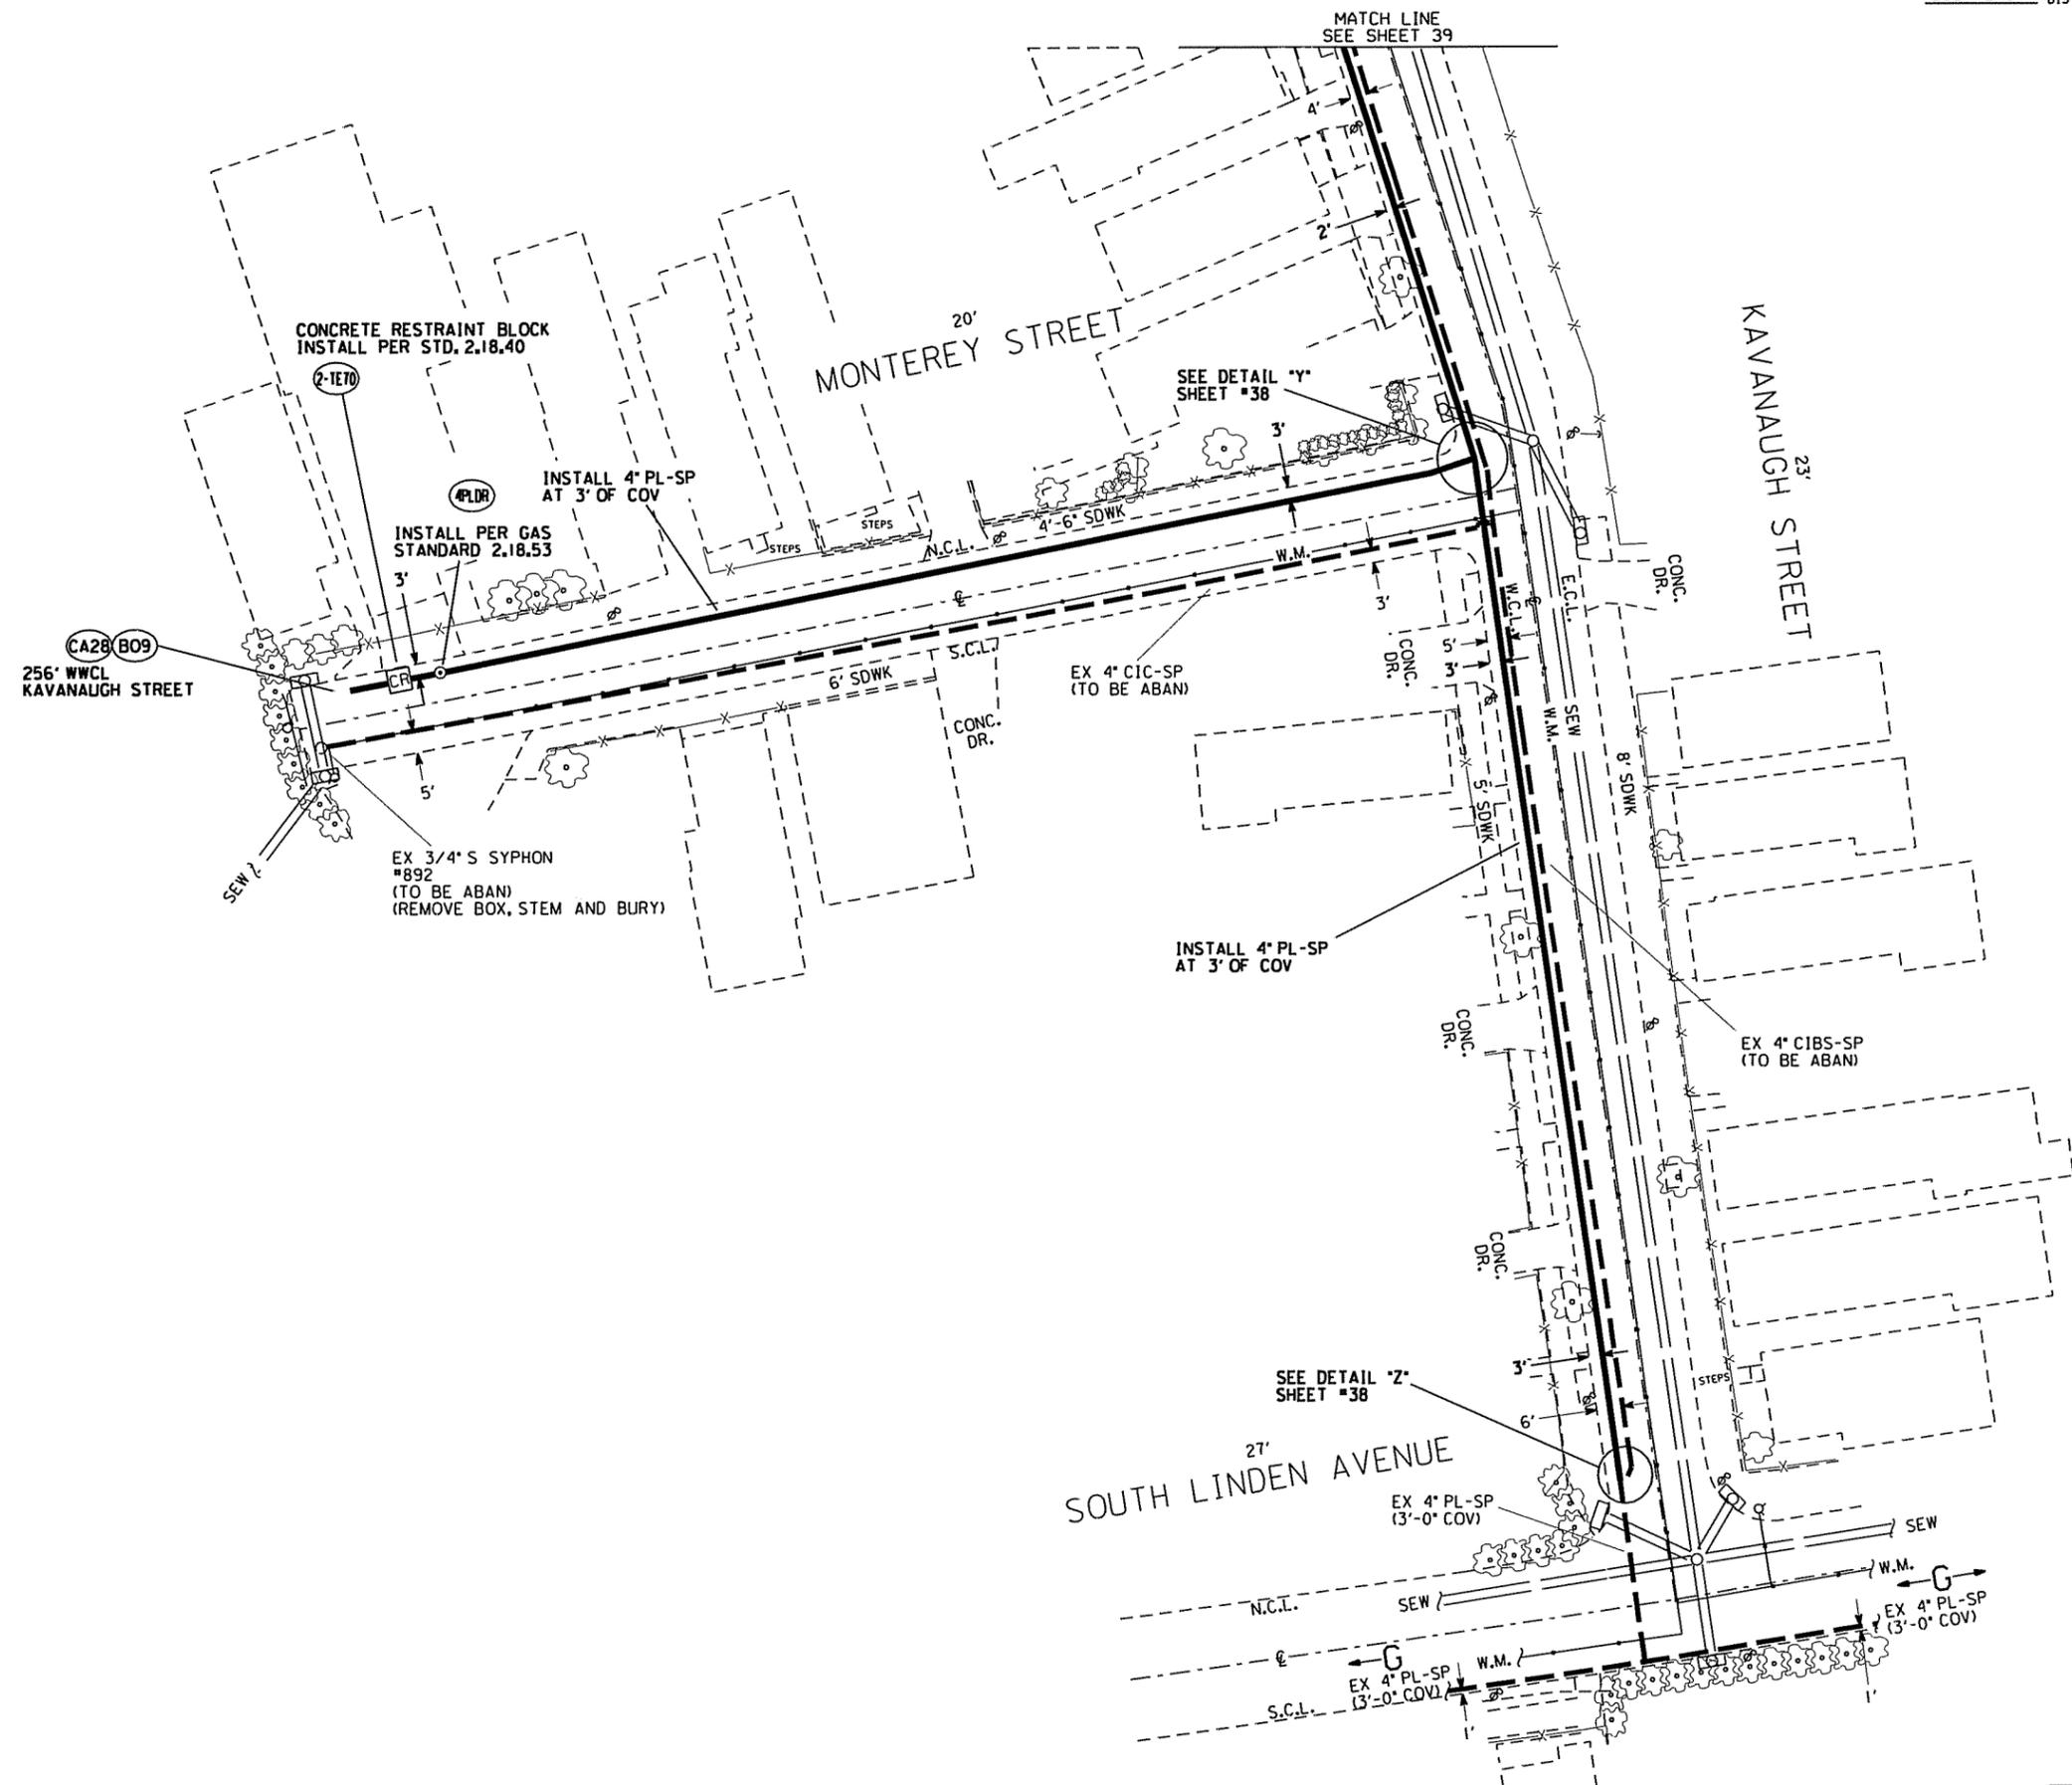 MATCH LINE
SEE SHEET 39
4'
2'
20'
MONTEREY STREET
CONCRETE RESTRAINT BLOCK
INSTALL PER STD. 2.18.40
2-TE70
SEE DETAIL "Y"
SHEET #38
KAVANAUGH STREET
23'
3'
4PLDR
INSTALL 4" PL-SP
AT 3' OF COV
INSTALL PER GAS
STANDARD 2.18.53
3'
STEPS
STEPS
4'-6" SDWK
N.C.L.
W.M.
3'
CONC.
DR.
W.C.L.
E.C.L.
CA28
B09
256' WWCL
KAVANAUGH STREET
CR
S.C.L.
6' SDWK
CONC.
DR.
EX 4" CIC-SP
(TO BE ABAN)
CONC.
DR.
5'
3'
SEW
W.M.
5' SDWK
8' SDWK
5'
SEW
EX 3/4" S SYPHON
#892
(TO BE ABAN)
(REMOVE BOX, STEM AND BURY)
INSTALL 4" PL-SP
AT 3' OF COV
CONC.
DR.
EX 4" CIBS-SP
(TO BE ABAN)
CONC.
DR.
3'
SEE DETAIL "Z"
SHEET #38
STEPS
6'
27'
SOUTH LINDEN AVENUE
EX 4" PL-SP
(3'-0" COV)
SEW
W.M.
G
N.C.L.
SEW
EX 4" PL-SP
(3'-0" COV)
G
W.M.
EX 4" PL-SP
(3'-0" COV)
S.C.L.
1'
1'